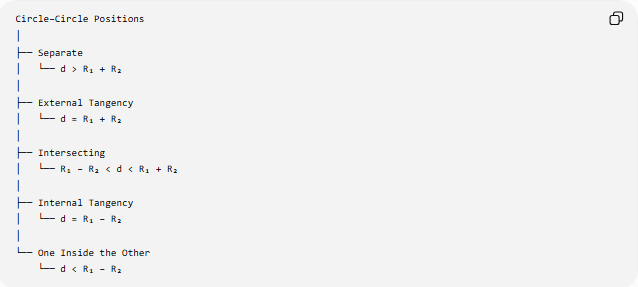 Circle–Circle Positions
│
├── Separate
│   └── d > R₁ + R₂
│
├── External Tangency
│   └── d = R₁ + R₂
│
├── Intersecting
│   └── R₁ − R₂ < d < R₁ + R₂
│
├── Internal Tangency
│   └── d = R₁ − R₂
│
└── One Inside the Other
    └── d < R₁ − R₂